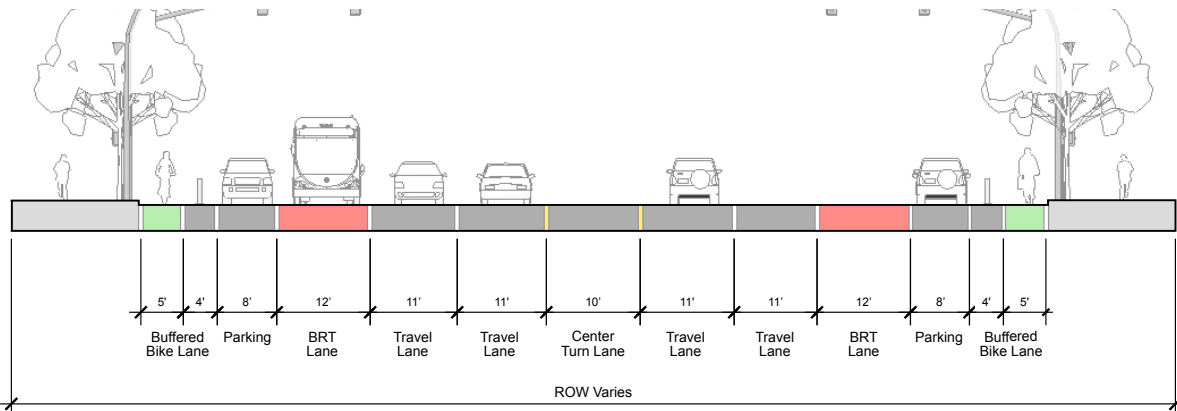 5' 4' 8' 12' 11' 11' 10' 11' 11' 12' 8' 4' 5'
Buffered
Bike Lane
Parking
BRT
Lane
Travel
Lane
Travel
Lane
Center
Turn Lane
Travel
Lane
Travel
Lane
BRT
Lane
Parking
Buffered
Bike Lane
ROW Varies